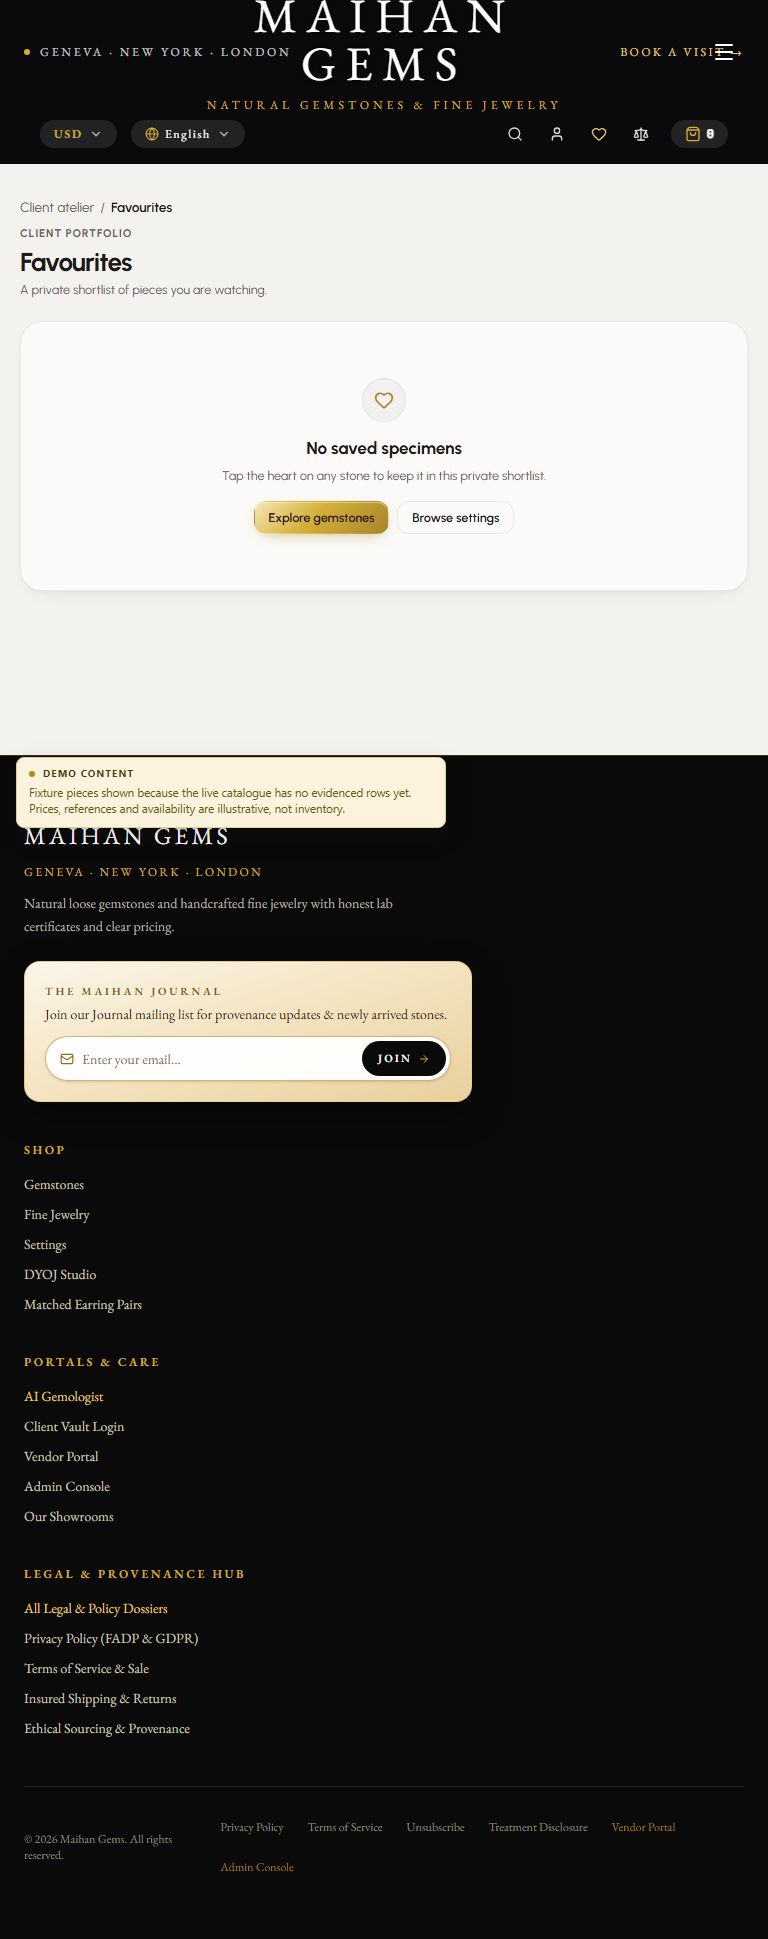 GENEVA · NEW YORK · LONDON
MAIHAN
GEMS
BOOK A VISIT →
NATURAL GEMSTONES & FINE JEWELRY
USD
English
0
Client atelier / Favourites
CLIENT PORTFOLIO
Favourites
A private shortlist of pieces you are watching.
No saved specimens
Tap the heart on any stone to keep it in this private shortlist.
Explore gemstones
Browse settings
DEMO CONTENT
Fixture pieces shown because the live catalogue has no evidenced rows yet.
Prices, references and availability are illustrative, not inventory.
MAIHAN GEMS
GENEVA · NEW YORK · LONDON
Natural loose gemstones and handcrafted fine jewelry with honest lab
certificates and clear pricing.
THE MAIHAN JOURNAL
Join our Journal mailing list for provenance updates & newly arrived stones.
Enter your email...
JOIN →
SHOP
Gemstones
Fine Jewelry
Settings
DYOJ Studio
Matched Earring Pairs
PORTALS & CARE
AI Gemologist
Client Vault Login
Vendor Portal
Admin Console
Our Showrooms
LEGAL & PROVENANCE HUB
All Legal & Policy Dossiers
Privacy Policy (FADP & GDPR)
Terms of Service & Sale
Insured Shipping & Returns
Ethical Sourcing & Provenance
© 2026 Maihan Gems. All rights
reserved.
Privacy Policy
Terms of Service
Unsubscribe
Treatment Disclosure
Vendor Portal
Admin Console